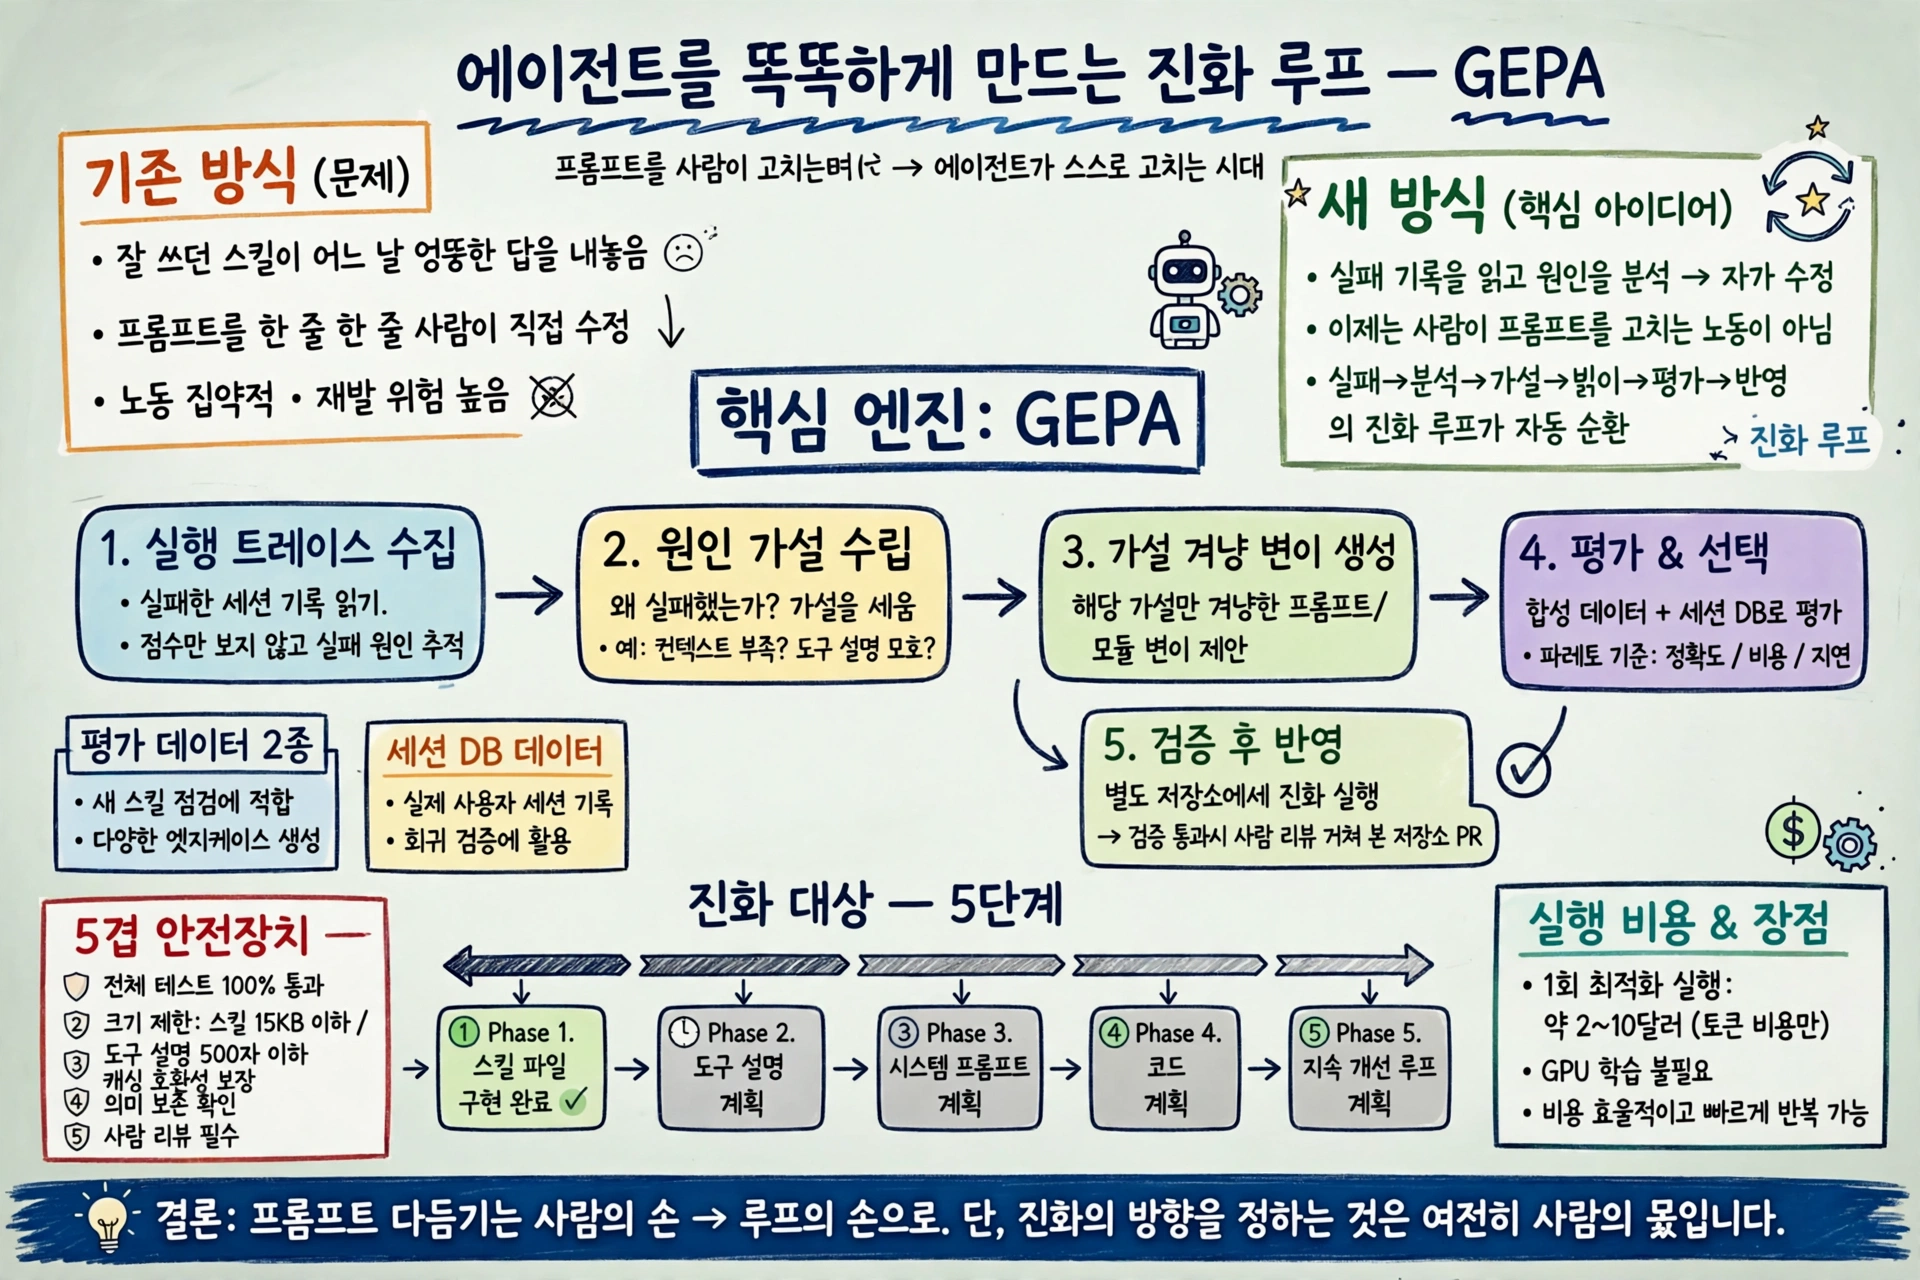 에이전트를 똑똑하게 만드는 진화 루프 — GEPA
프롬프트를 사람이 고치는 → 에이전트가 스스로 고치는 시대
기존 방식 (문제)
• 잘 쓰던 스킬이 어느 날 엉뚱한 답을 내놓음
• 프롬프트를 한 줄 한 줄 사람이 직접 수정
• 노동 집약적 • 재발 위험 높음
새 방식 (핵심 아이디어)
• 실패 기록을 읽고 원인을 분석 → 자가 수정
• 이제는 사람이 프롬프트를 고치는 노동이 아님
• 실패→분석→가설→빍이→평가→반영
의 진화 루프가 자동 순환
진화 루프
핵심 엔진: GEPA
1. 실행 트레이스 수집
• 실패한 세션 기록 읽기.
• 점수만 보지 않고 실패 원인 추적
2. 원인 가설 수립
왜 실패했는가? 가설을 세움
• 예: 컨텍스트 부족? 도구 설명 모호?
3. 가설 겨냥 변이 생성
해당 가설만 겨냥한 프롬프트/
모듈 변이 제안
4. 평가 & 선택
합성 데이터 + 세션 DB로 평가
• 파레토 기준: 정확도 / 비용 / 지연
5. 검증 후 반영
별도 저장소에세 진화 실행
→ 검증 통과시 사람 리뷰 거쳐 본 저장소 PR
평가 데이터 2종
• 새 스킬 점검에 적합
• 다양한 엣지케이스 생성
세션 DB 데이터
• 실제 사용자 세션 기록
• 회귀 검증에 활용
5겹 안전장치 —
전체 테스트 100% 통과
2 크기 제한: 스킬 15KB 이하 /
3 도구 설명 500자 이하
캐싱 호환성 보장
4 의미 보존 확인
5 사람 리뷰 필수
진화 대상 — 5단계
1 Phase 1.
스킬 파일
구현 완료 ✓
Phase 2.
도구 설명
계획
3 Phase 3.
시스템 프롬프트
계획
4 Phase 4.
코드
계획
5 Phase 5.
지속 개선 루프
계획
$
실행 비용 & 장점
• 1회 최적화 실행:
약 2~10달러 (토큰 비용만)
• GPU 학습 불필요
• 비용 효율적이고 빠르게 반복 가능
결론: 프롬프트 다듬기는 사람의 손 → 루프의 손으로. 단, 진화의 방향을 정하는 것은 여전히 사람의 몫입니다.